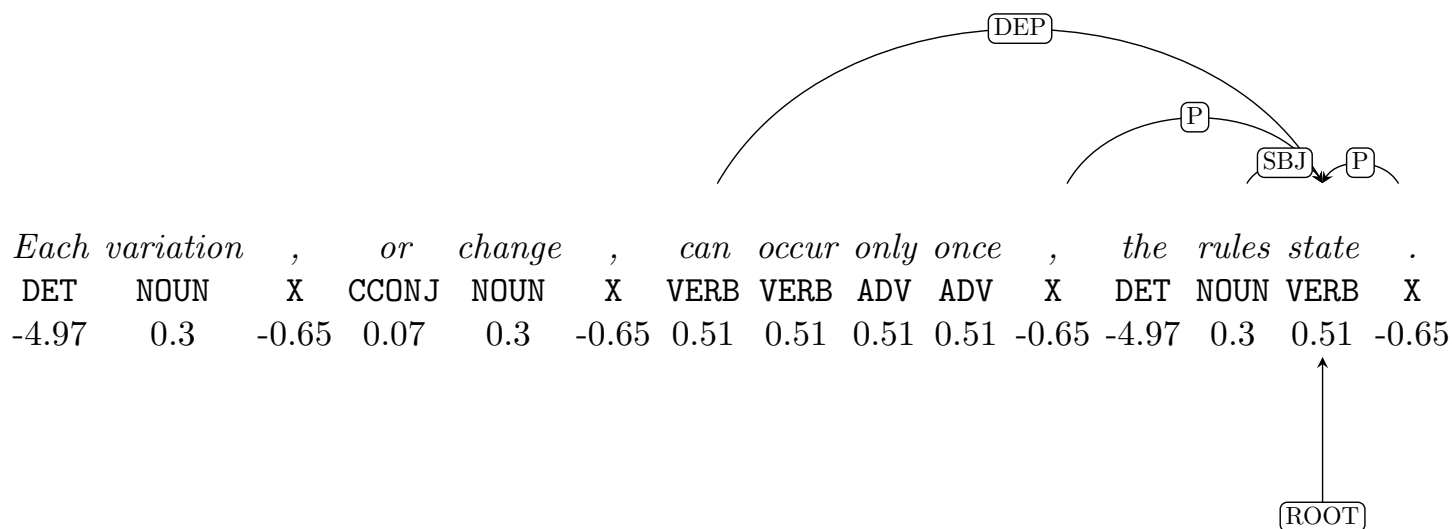 DEP
P
SBJ P
Each variation , or change , can occur only once , the rules state .
DET NOUN X CCONJ NOUN X VERB VERB ADV ADV X DET NOUN VERB X
-4.97 0.3 -0.65 0.07 0.3 -0.65 0.51 0.51 0.51 0.51 -0.65 -4.97 0.3 0.51 -0.65
ROOT